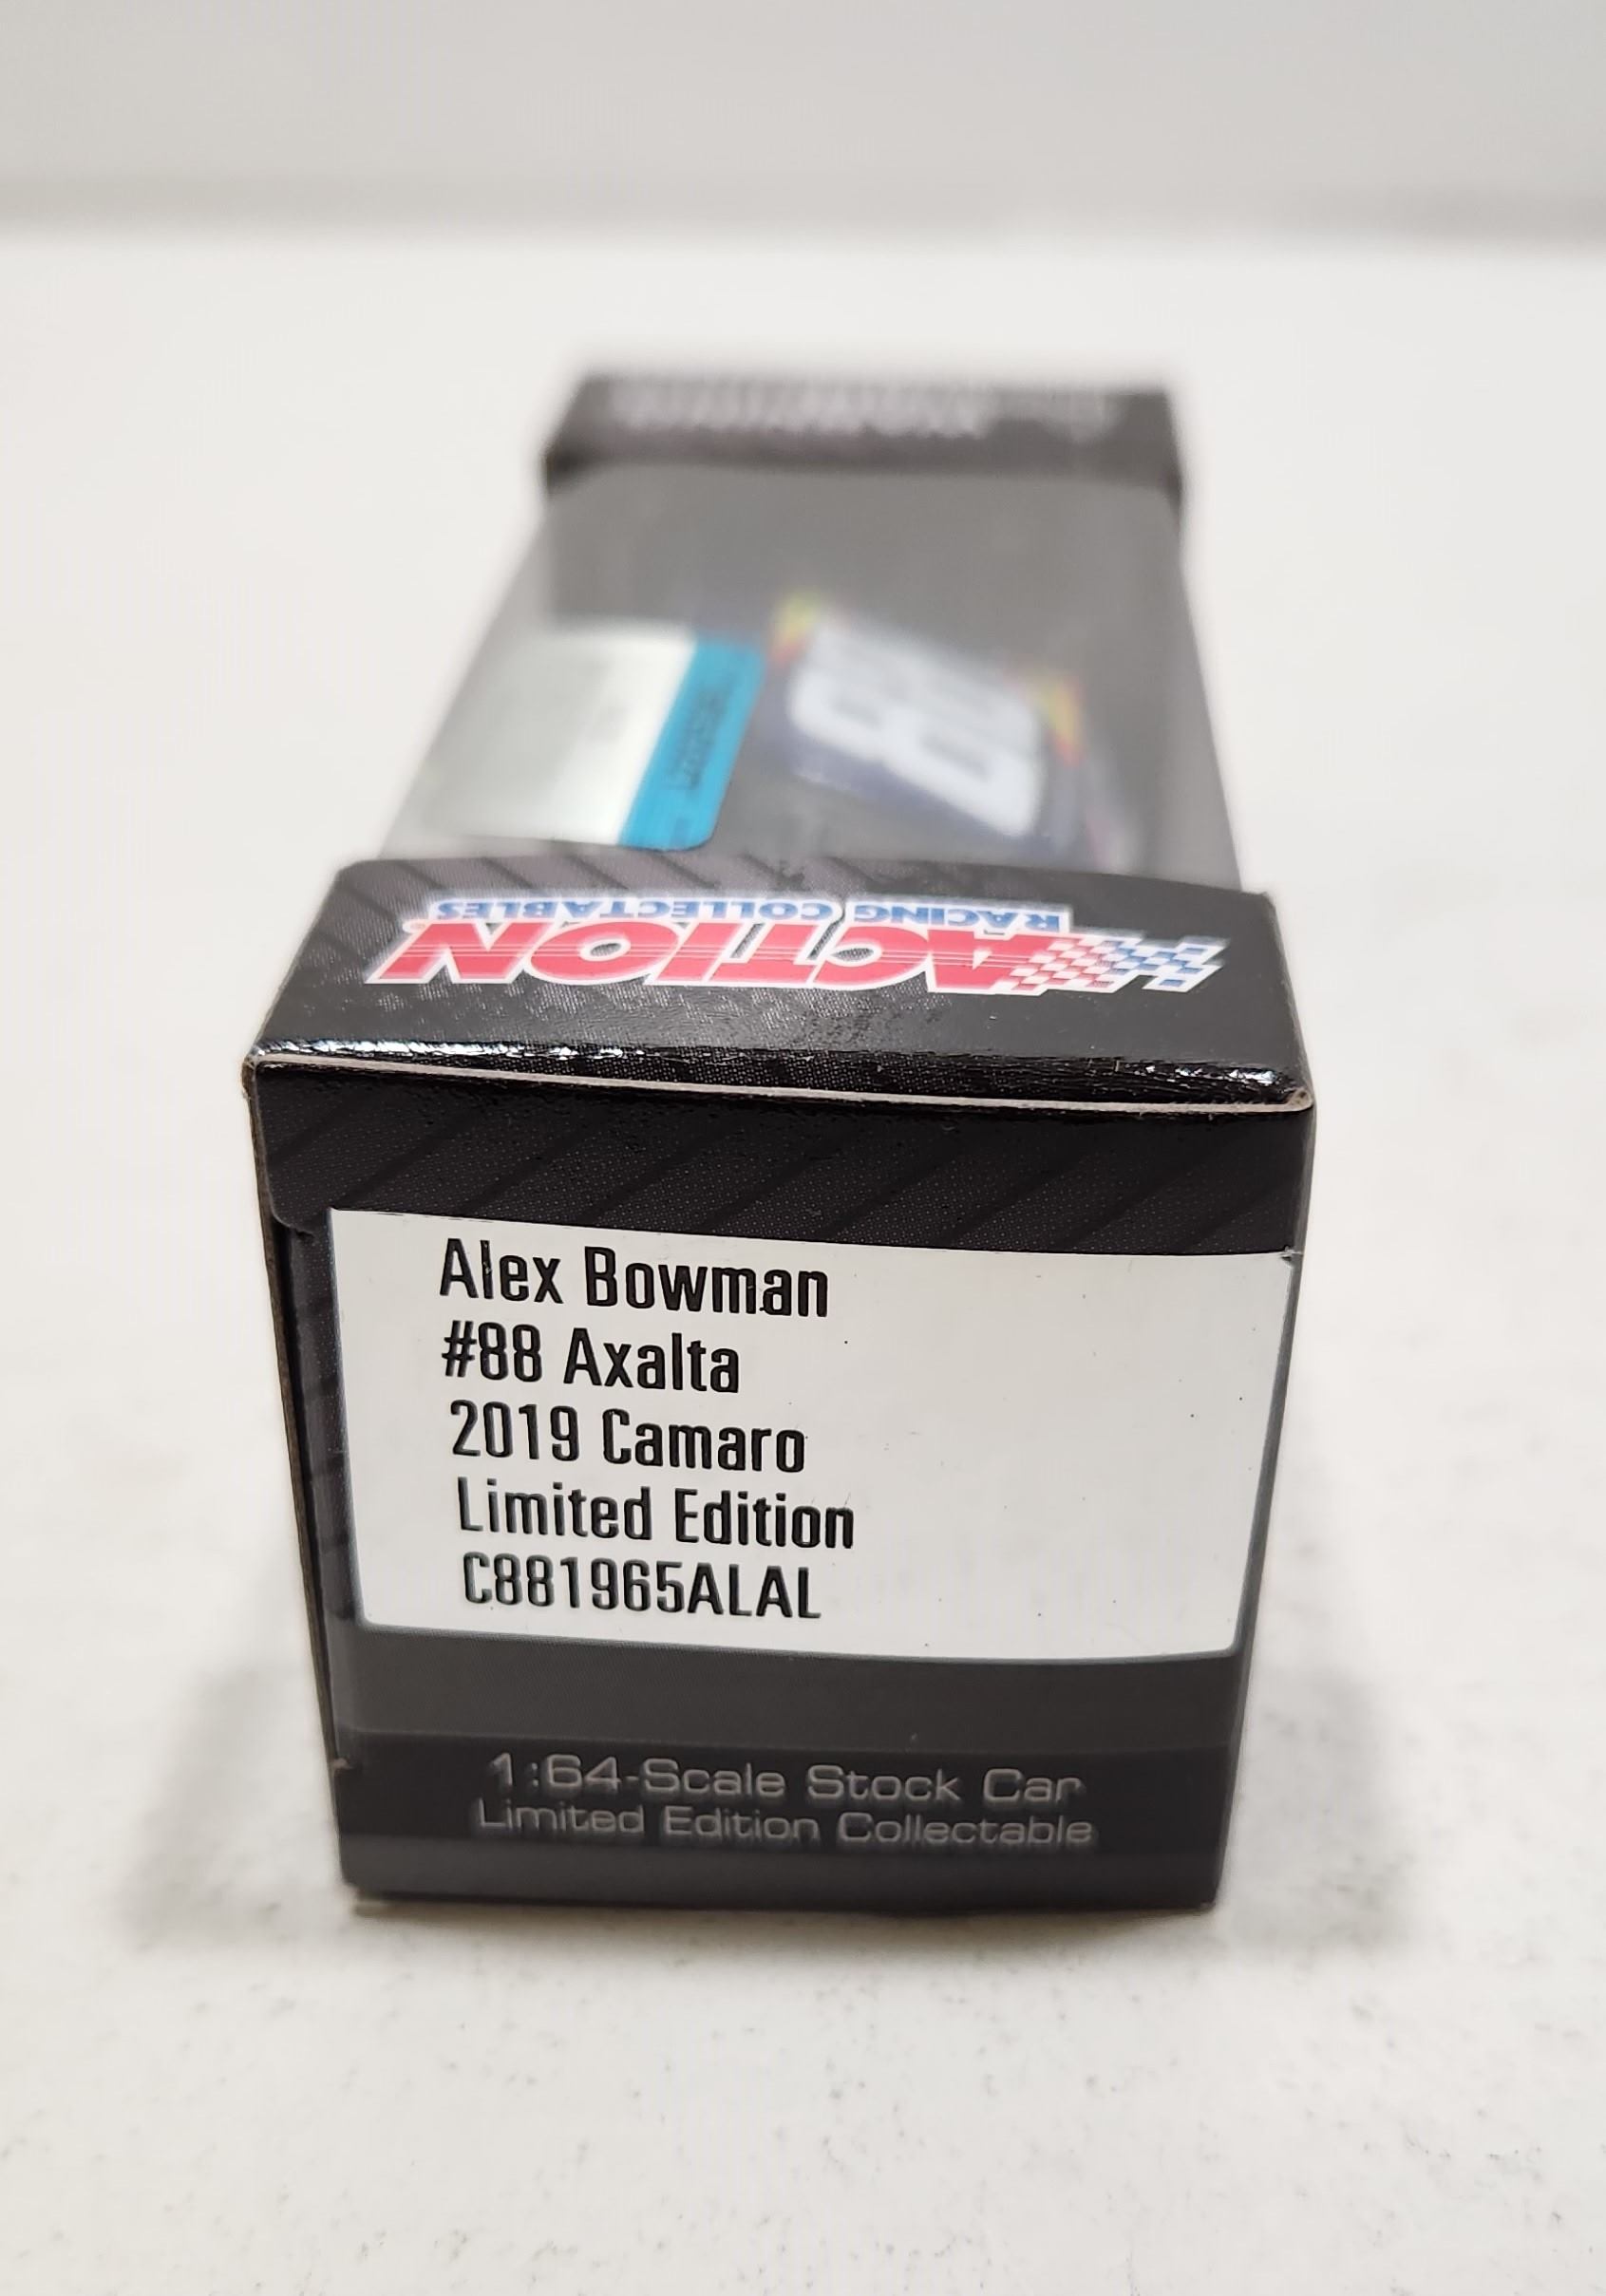 ACTION
RACING COLLECTABLES
Alex Bowman
#88 Axalta
2019 Camaro
Limited Edition
C881965ALAL
1:64-Scale Stock Car
Limited Edition Collectable
88